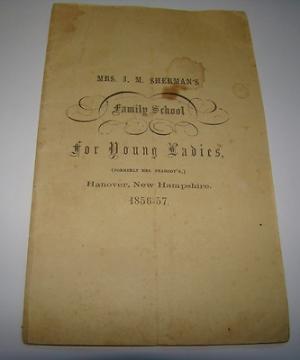 MRS. J. M. SHERMAN'S
Family School
For Young Ladies,
(FORMERLY MRS. PEABODY'S,)
Hanover, New Hampshire.
1856-57.